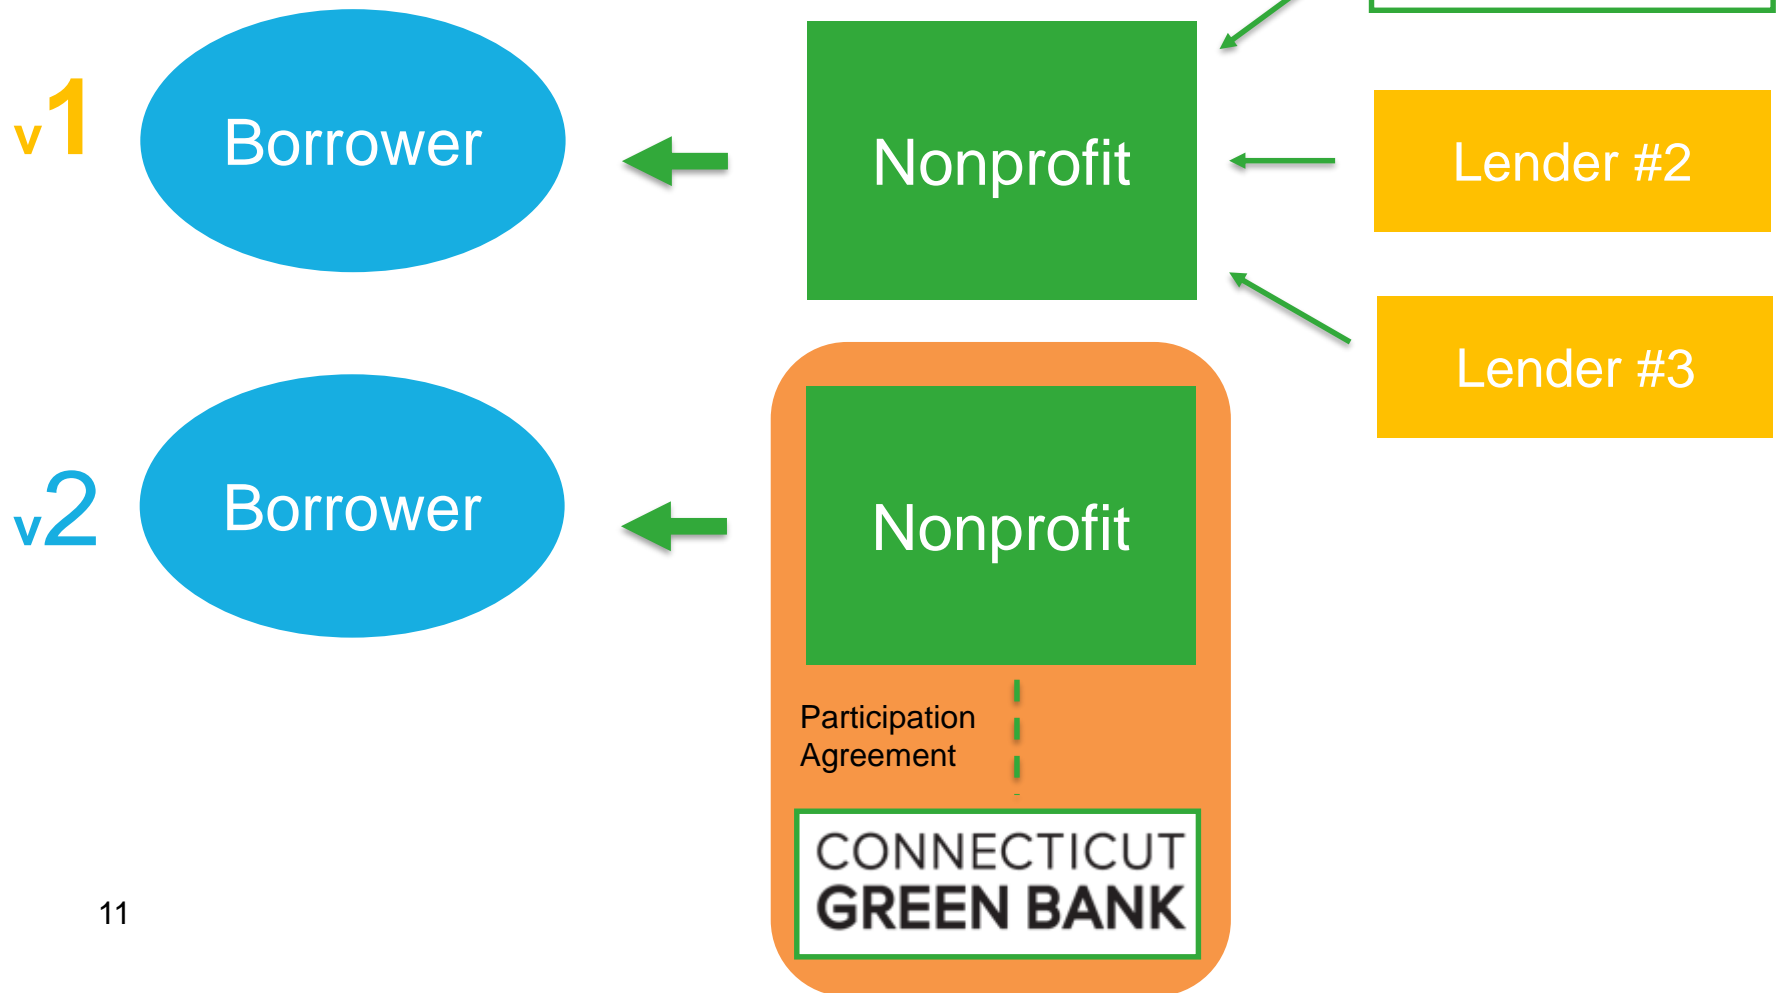 v1
Borrower
Nonprofit
Lender #2
Lender #3
v2
Borrower
Nonprofit
Participation
Agreement
CONNECTICUT
GREEN BANK
11